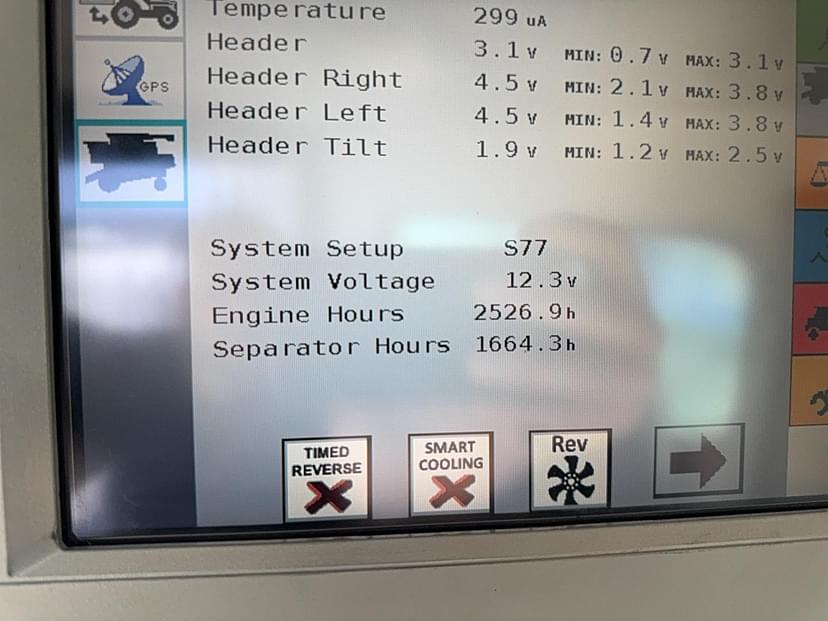 Temperature 299 uA
Header 3.1 v MIN: 0.7 v MAX: 3.1 v
GPS
Header Right 4.5 v MIN: 2.1 v MAX: 3.8 v
Header Left 4.5 v MIN: 1.4 v MAX: 3.8 v
Header Tilt 1.9 v MIN: 1.2 v MAX: 2.5 v
System Setup S77
System Voltage 12.3 v
Engine Hours 2526.9 h
Separator Hours 1664.3 h
TIMED
REVERSE
SMART
COOLING
Rev